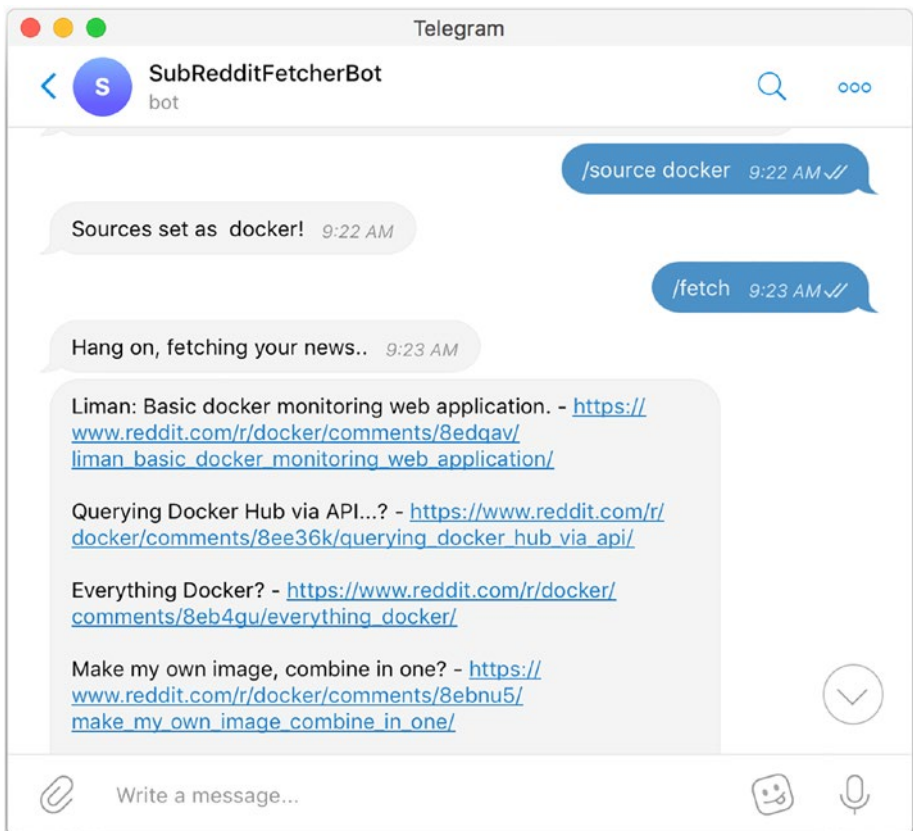 Telegram
S
SubRedditFetcherBot
bot
/source docker 9:22 AM
Sources set as docker! 9:22 AM
/fetch 9:23 AM
Hang on, fetching your news.. 9:23 AM
Liman: Basic docker monitoring web application. - https://
www.reddit.com/r/docker/comments/8edqav/
liman_basic_docker_monitoring_web_application/
Querying Docker Hub via API...? - https://www.reddit.com/r/
docker/comments/8ee36k/querying_docker_hub_via_api/
Everything Docker? - https://www.reddit.com/r/docker/
comments/8eb4gu/everything_docker/
Make my own image, combine in one? - https://
www.reddit.com/r/docker/comments/8ebnu5/
make_my_own_image_combine_in_one/
Write a message...